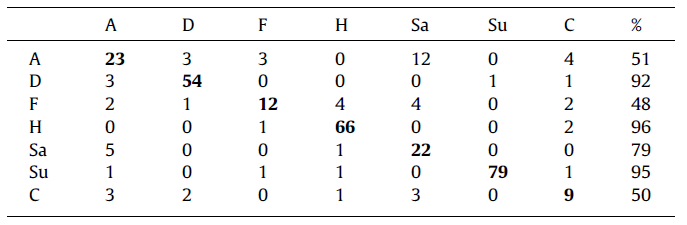 A D F H Sa Su C %
A 23 3 3 0 12 0 4 51
D 3 54 0 0 0 1 1 92
F 2 1 12 4 4 0 2 48
H 0 0 1 66 0 0 2 96
Sa 5 0 0 1 22 0 0 79
Su 1 0 1 1 0 79 1 95
C 3 2 0 1 3 0 9 50